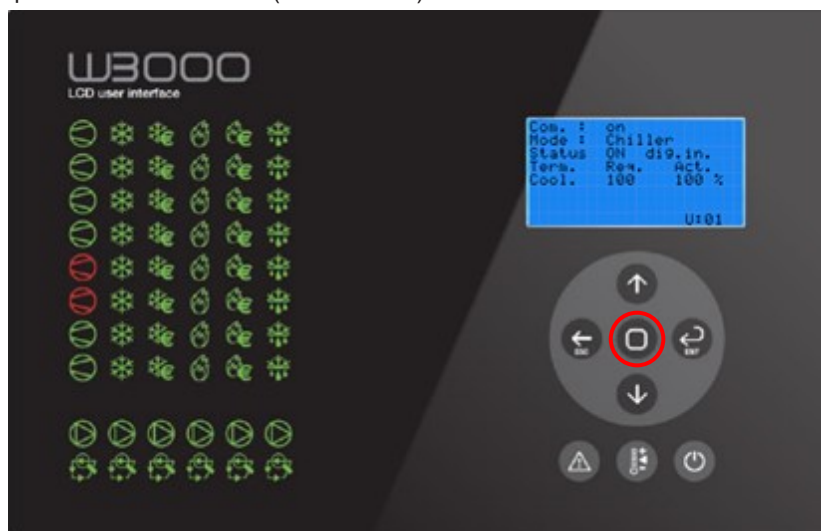 W3000
LCD user interface
Com. : on
Mode : Chiller
Status ON dig.in.
Term. Req. Act.
Cool. 100 100 %
U:01
ESC
ENT